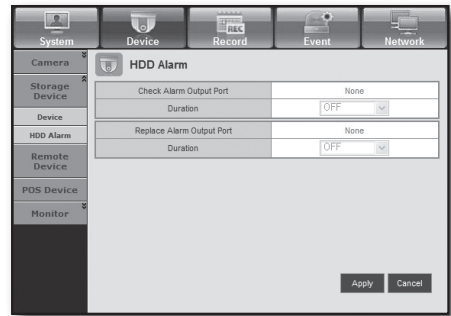 System Device Record Event Network
REC
Camera
Storage
Device
Device
HDD Alarm
Remote
Device
POS Device
Monitor
HDD Alarm
Check Alarm Output Port None
Duration OFF
Replace Alarm Output Port None
Duration OFF
Apply Cancel